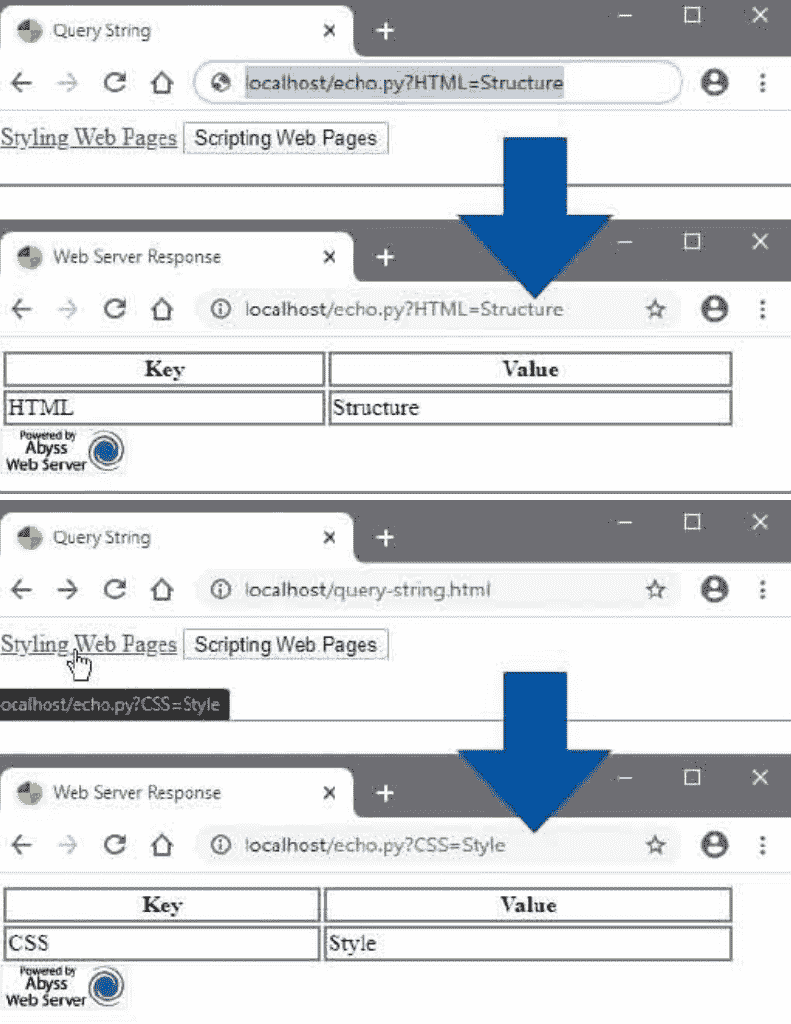 Query String
localhost/echo.py?HTML=Structure
Styling Web Pages Scripting Web Pages
Web Server Response
localhost/echo.py?HTML=Structure
Key Value
HTML Structure
Powered by
Abyss
Web Server
Query String
localhost/query-string.html
Styling Web Pages Scripting Web Pages
ocalhost/echo.py?CSS=Style
Web Server Response
localhost/echo.py?CSS=Style
Key Value
CSS Style
Powered by
Abyss
Web Server